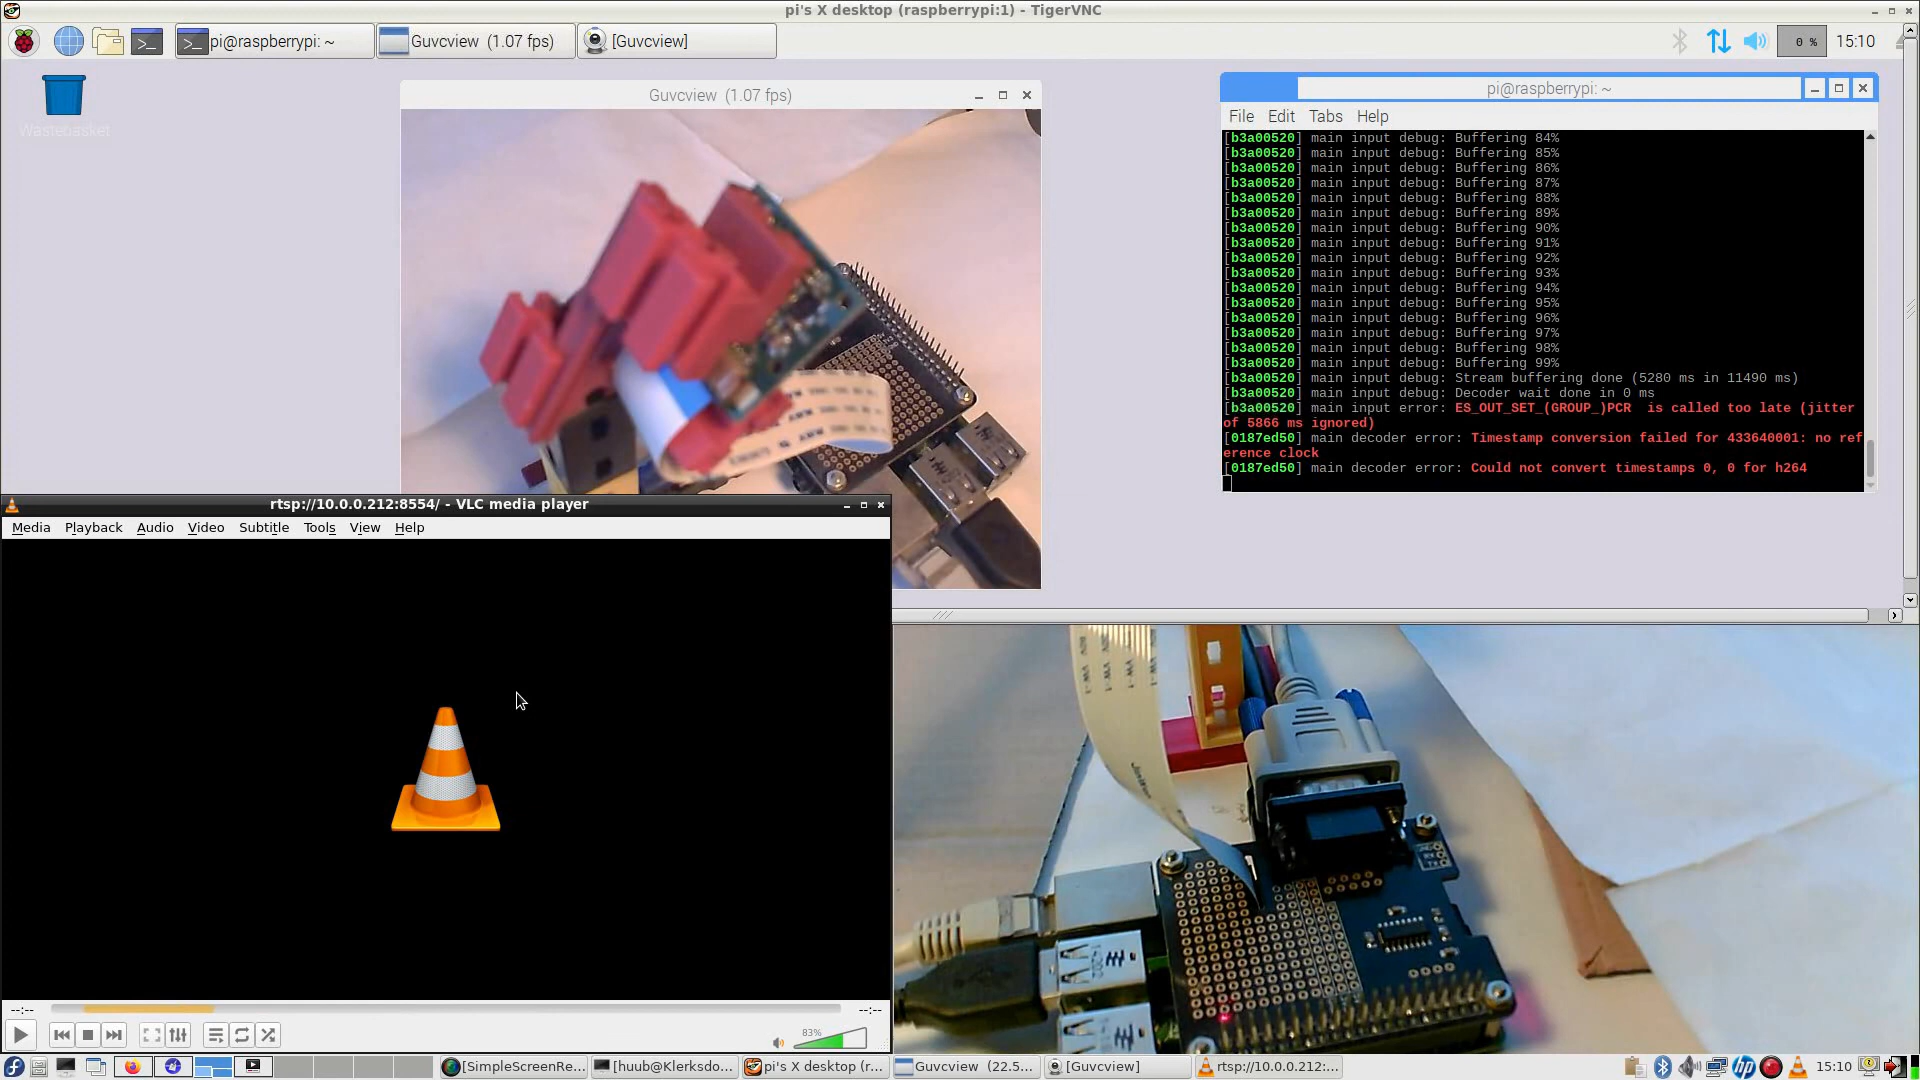 pi's X desktop (raspberrypi:1) - TigerVNC
pi@raspberrypi: ~
Guvcview (1.07 fps)
[Guvcview]
0 %
15:10
Wastebasket
Guvcview (1.07 fps)
pi@raspberrypi: ~
File Edit Tabs Help
[b3a00520] main input debug: Buffering 84%
[b3a00520] main input debug: Buffering 85%
[b3a00520] main input debug: Buffering 86%
[b3a00520] main input debug: Buffering 87%
[b3a00520] main input debug: Buffering 88%
[b3a00520] main input debug: Buffering 89%
[b3a00520] main input debug: Buffering 90%
[b3a00520] main input debug: Buffering 91%
[b3a00520] main input debug: Buffering 92%
[b3a00520] main input debug: Buffering 93%
[b3a00520] main input debug: Buffering 94%
[b3a00520] main input debug: Buffering 95%
[b3a00520] main input debug: Buffering 96%
[b3a00520] main input debug: Buffering 97%
[b3a00520] main input debug: Buffering 98%
[b3a00520] main input debug: Buffering 99%
[b3a00520] main input debug: Stream buffering done (5280 ms in 11490 ms)
[b3a00520] main input debug: Decoder wait done in 0 ms
[b3a00520] main input error: ES_OUT_SET_(GROUP_)PCR  is called too late (jitter
of 5866 ms ignored)
[0187ed50] main decoder error: Timestamp conversion failed for 433640001: no ref
erence clock
[0187ed50] main decoder error: Could not convert timestamps 0, 0 for h264
rtsp://10.0.0.212:8554/ - VLC media player
Media Playback Audio Video Subtitle Tools View Help
--:--
--:--
83%
[SimpleScreenRe...
[huub@Klerksdo...
pi's X desktop (r...
Guvcview (22.5...
[Guvcview]
rtsp://10.0.0.212:...
hp
15:10